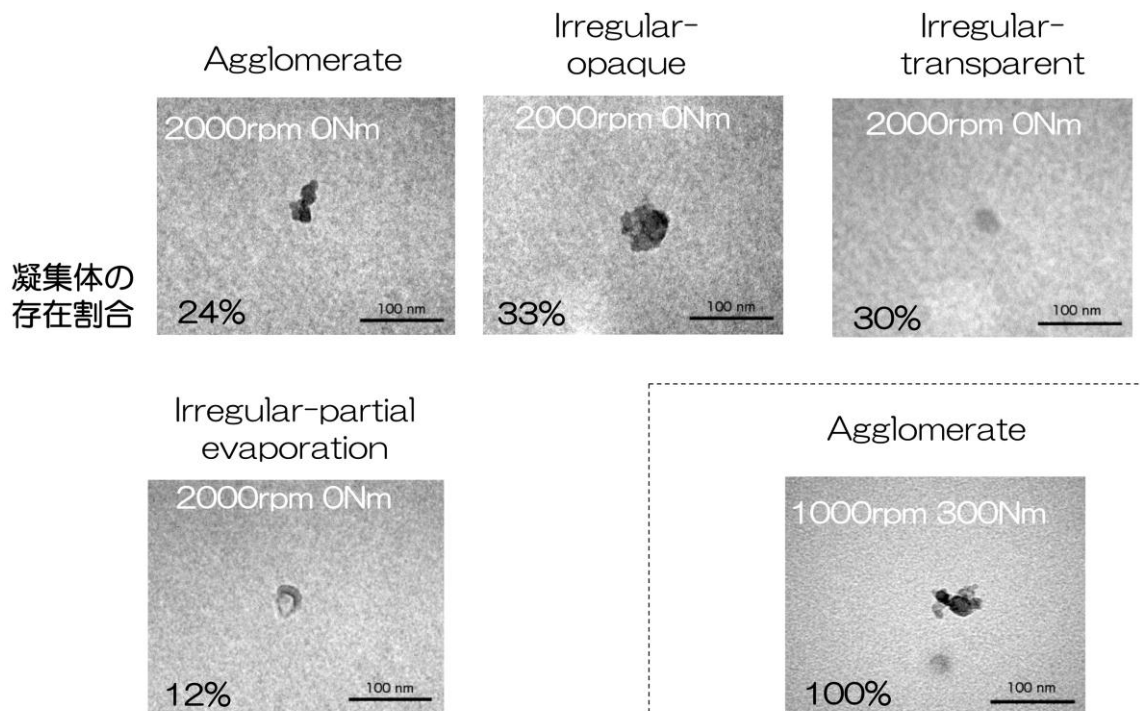 Agglomerate
Irregular-
opaque
Irregular-
transparent
2000rpm 0Nm
2000rpm 0Nm
2000rpm 0Nm
凝集体の
存在割合
24%
100 nm
33%
100 nm
30%
100 nm
Irregular-partial
evaporation
Agglomerate
2000rpm 0Nm
1000rpm 300Nm
12%
100 nm
100%
100 nm